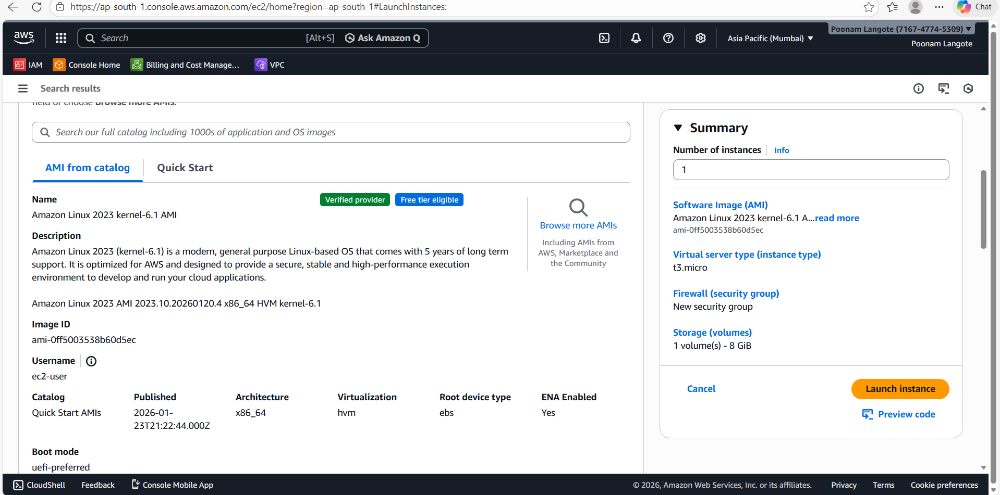 https://ap-south-1.console.aws.amazon.com/ec2/home?region=ap-south-1#LaunchInstances:
Chat
aws
Search
[Alt+S]
Ask Amazon Q
Asia Pacific (Mumbai)
Poonam Langote (7167-4774-5309)
Poonam Langote
IAM
Console Home
Billing and Cost Manage...
VPC
Search results
field or choose Browse more AMIs.
Search our full catalog including 1000s of application and OS images
AMI from catalog
Quick Start
Name
Verified provider
Free tier eligible
Amazon Linux 2023 kernel-6.1 AMI
Description
Amazon Linux 2023 (kernel-6.1) is a modern, general purpose Linux-based OS that comes with 5 years of long term
support. It is optimized for AWS and designed to provide a secure, stable and high-performance execution
environment to develop and run your cloud applications.
Amazon Linux 2023 AMI 2023.10.20260120.4 x86_64 HVM kernel-6.1
Image ID
ami-0ff5003538b60d5ec
Username
ec2-user
Catalog Published Architecture Virtualization Root device type ENA Enabled
Quick Start AMIs 2026-01- x86_64 hvm ebs Yes
23T21:22:44.000Z
Boot mode
uefi-preferred
Browse more AMIs
Including AMIs from
AWS, Marketplace and
the Community
Summary
Number of instances
Info
1
Software Image (AMI)
Amazon Linux 2023 kernel-6.1 A...read more
ami-0ff5003538b60d5ec
Virtual server type (instance type)
t3.micro
Firewall (security group)
New security group
Storage (volumes)
1 volume(s) - 8 GiB
Cancel
Launch instance
Preview code
CloudShell
Feedback
Console Mobile App
© 2026, Amazon Web Services, Inc. or its affiliates.
Privacy
Terms
Cookie preferences